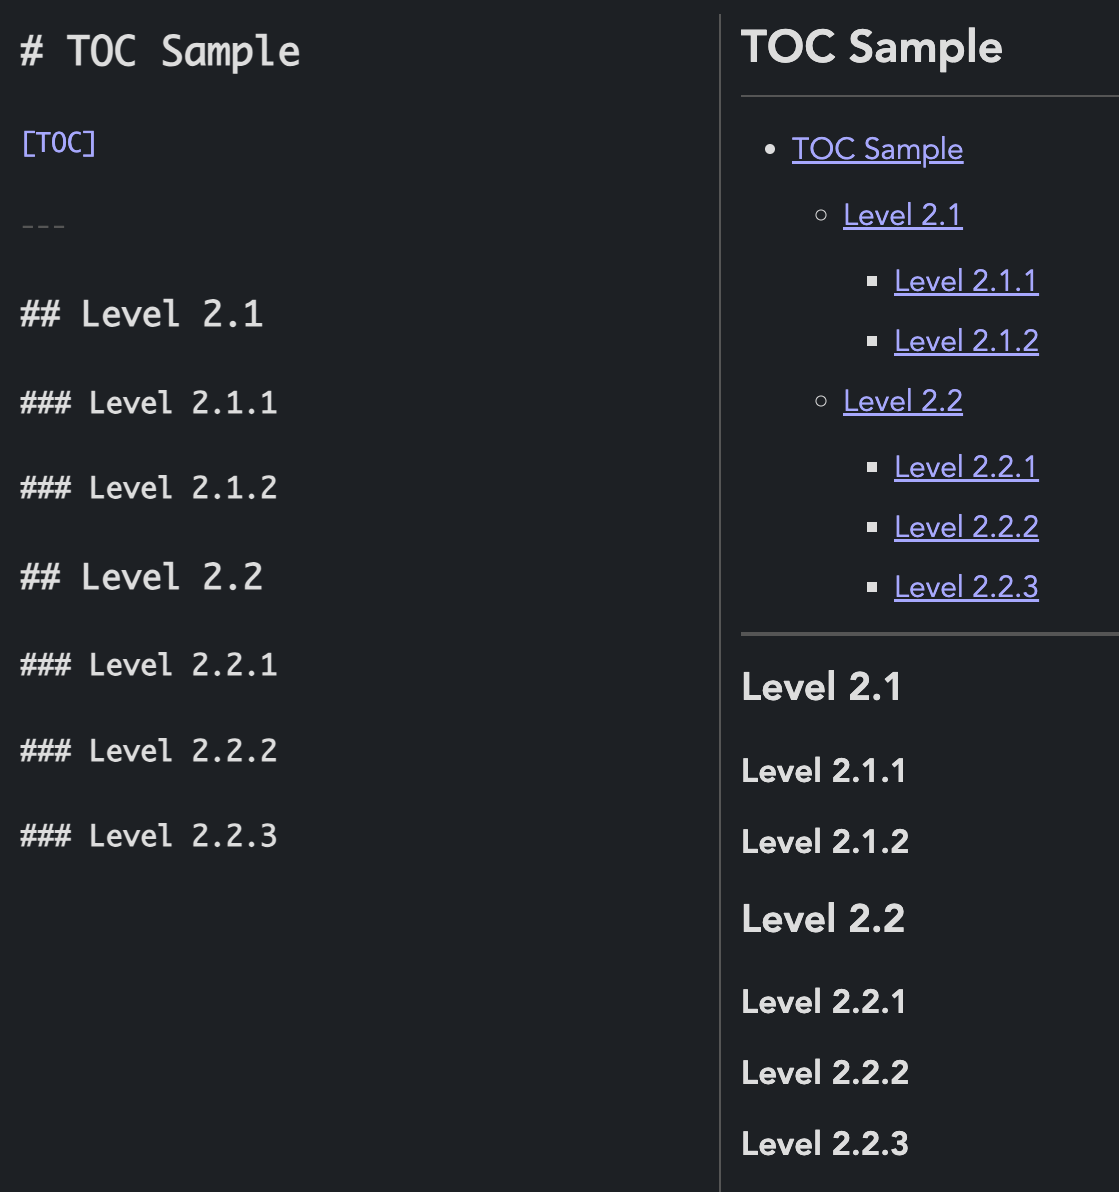 # TOC Sample
[TOC]
---
## Level 2.1
### Level 2.1.1
### Level 2.1.2
## Level 2.2
### Level 2.2.1
### Level 2.2.2
### Level 2.2.3
TOC Sample
TOC Sample
Level 2.1
Level 2.1.1
Level 2.1.2
Level 2.2
Level 2.2.1
Level 2.2.2
Level 2.2.3
Level 2.1
Level 2.1.1
Level 2.1.2
Level 2.2
Level 2.2.1
Level 2.2.2
Level 2.2.3